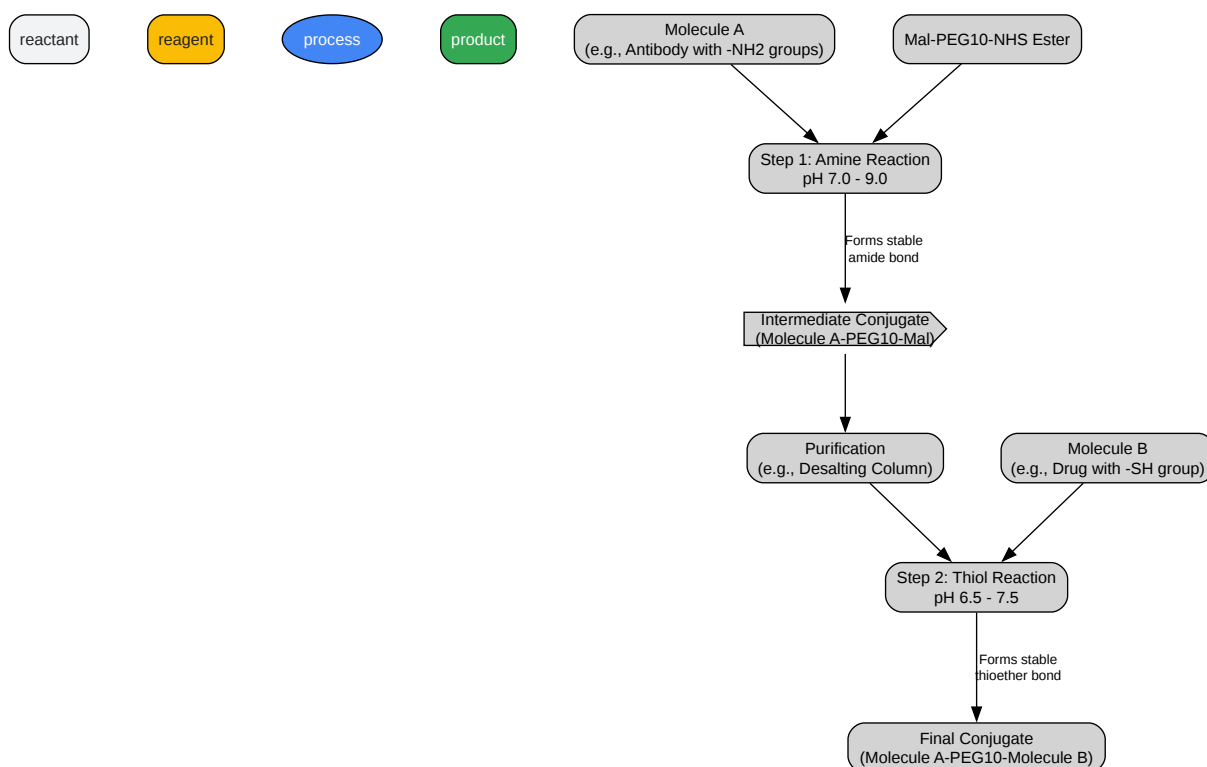 reactant
reagent
process
product
Molecule A
(e.g., Antibody with -NH2 groups)
Mal-PEG10-NHS Ester
Step 1: Amine Reaction
pH 7.0 - 9.0
Forms stable
amide bond
Intermediate Conjugate
(Molecule A-PEG10-Mal)
Purification
(e.g., Desalting Column)
Molecule B
(e.g., Drug with -SH group)
Step 2: Thiol Reaction
pH 6.5 - 7.5
Forms stable
thioether bond
Final Conjugate
(Molecule A-PEG10-Molecule B)